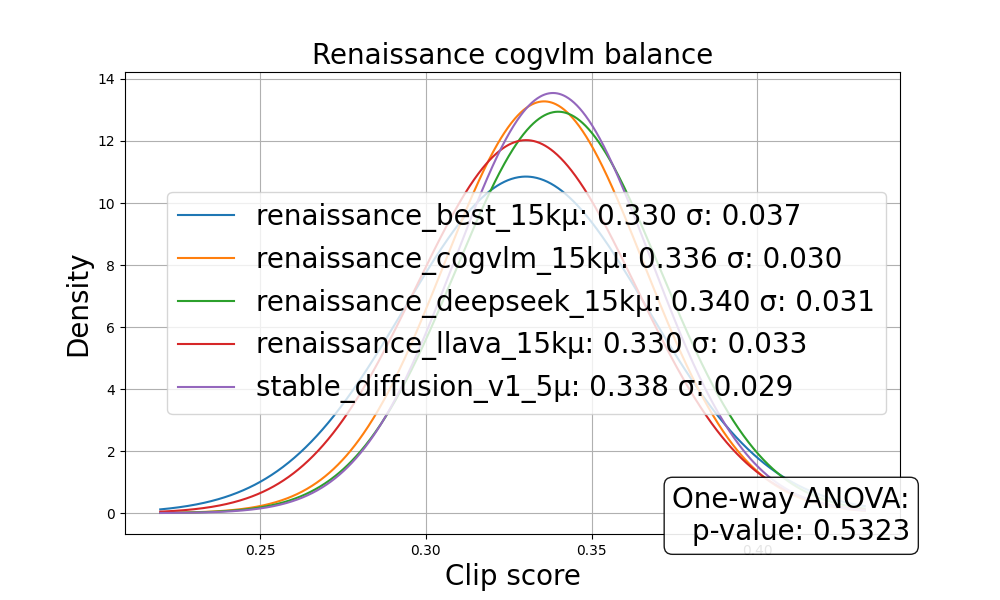 Renaissance cogvlm balance
14
12
10
8
6
4
2
0
Density
renaissance_best_15kμ: 0.330 σ: 0.037
renaissance_cogvlm_15kμ: 0.336 σ: 0.030
renaissance_deepseek_15kμ: 0.340 σ: 0.031
renaissance_llava_15kμ: 0.330 σ: 0.033
stable_diffusion_v1_5μ: 0.338 σ: 0.029
One-way ANOVA:
p-value: 0.5323
0.25 0.30 0.35 0.40
Clip score